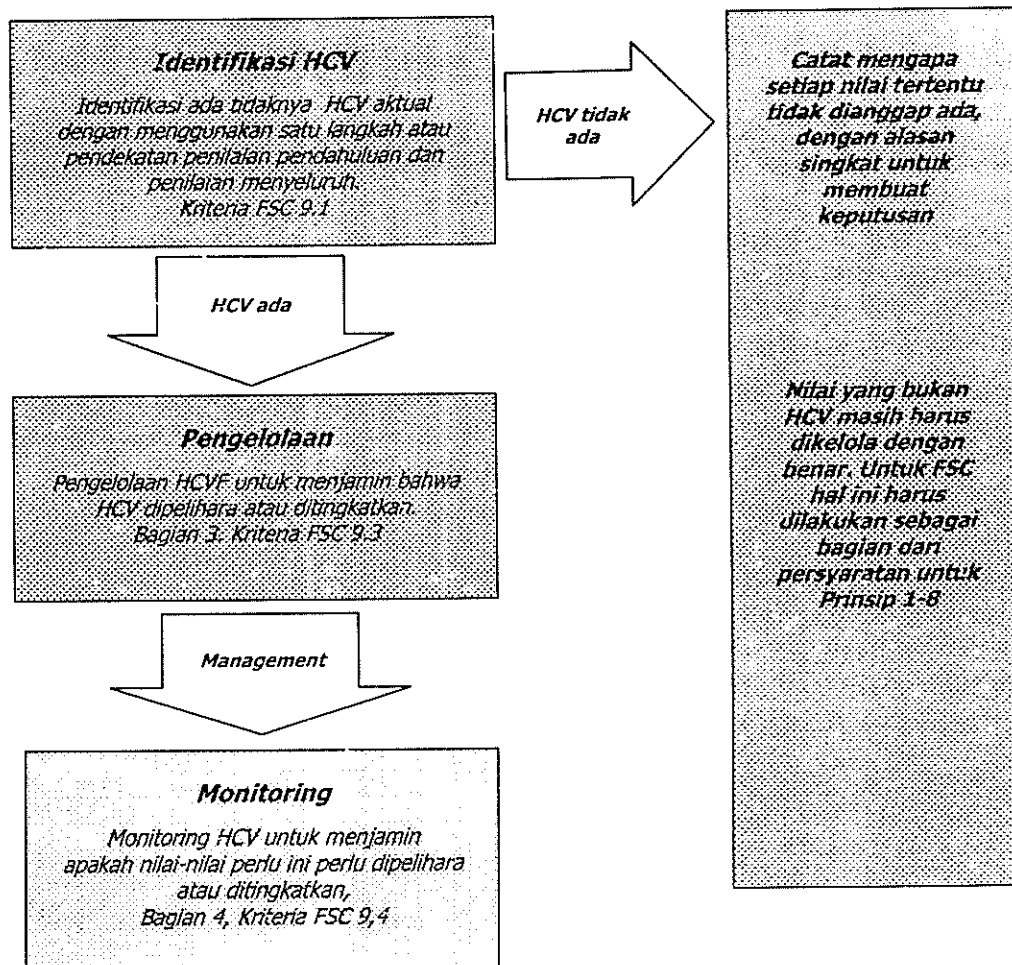 Identifikasi HCV
Identifikasi ada tidaknya HCV aktual
dengan menggunakan satu langkah atau
pendekatan penilaian pendahuluan dan
penilaian menyeluruh.
Kriteria FSC 9.1
HCV tidak
ada
Catat mengapa
setiap nilai tertentu
tidak dianggap ada,
dengan alasan
singkat untuk
membuat
keputusan
HCV ada
Pengelolaan
Pengelolaan HCVF untuk menjamin bahwa
HCV dipelihara atau ditingkatkan.
Bagian 3. Kriteria FSC 9.3
Nilai yang bukan
HCV masih harus
dikelola dengan
benar. Untuk FSC
hal ini harus
dilakukan sebagai
bagian dari
persyaratan untuk
Prinsip 1-8
Management
Monitoring
Monitoring HCV untuk menjamin
apakah nilai-nilai perlu ini perlu dipelihara
atau ditingkatkan,
Bagian 4, Kriteria FSC 9,4